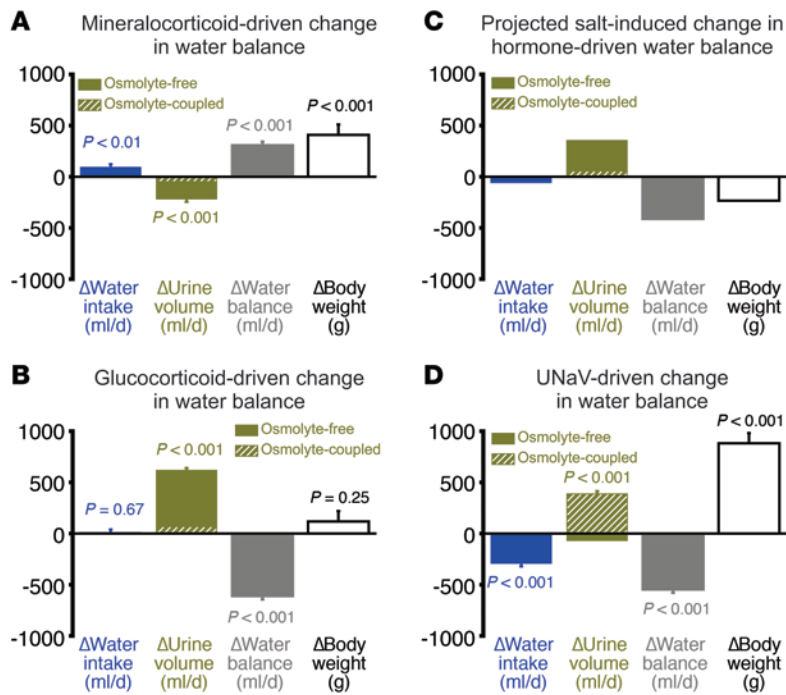 A
Mineralocorticoid-driven change
in water balance
1000
500
0
-500
-1000
Osmolyte-free
Osmolyte-coupled
P < 0.01
P < 0.001
P < 0.001
P < 0.001
ΔWater
intake
(ml/d)
ΔUrine
volume
(ml/d)
ΔWater
balance
(ml/d)
ΔBody
weight
(g)
C
Projected salt-induced change in
hormone-driven water balance
1000
500
0
-500
-1000
Osmolyte-free
Osmolyte-coupled
ΔWater
intake
(ml/d)
ΔUrine
volume
(ml/d)
ΔWater
balance
(ml/d)
ΔBody
weight
(g)
B
Glucocorticoid-driven change
in water balance
1000
500
0
-500
-1000
Osmolyte-free
Osmolyte-coupled
P = 0.67
P < 0.001
P < 0.001
P = 0.25
ΔWater
intake
(ml/d)
ΔUrine
volume
(ml/d)
ΔWater
balance
(ml/d)
ΔBody
weight
(g)
D
UNaV-driven change
in water balance
1000
500
0
-500
-1000
Osmolyte-free
Osmolyte-coupled
P < 0.001
P < 0.001
P < 0.001
P < 0.001
ΔWater
intake
(ml/d)
ΔUrine
volume
(ml/d)
ΔWater
balance
(ml/d)
ΔBody
weight
(g)